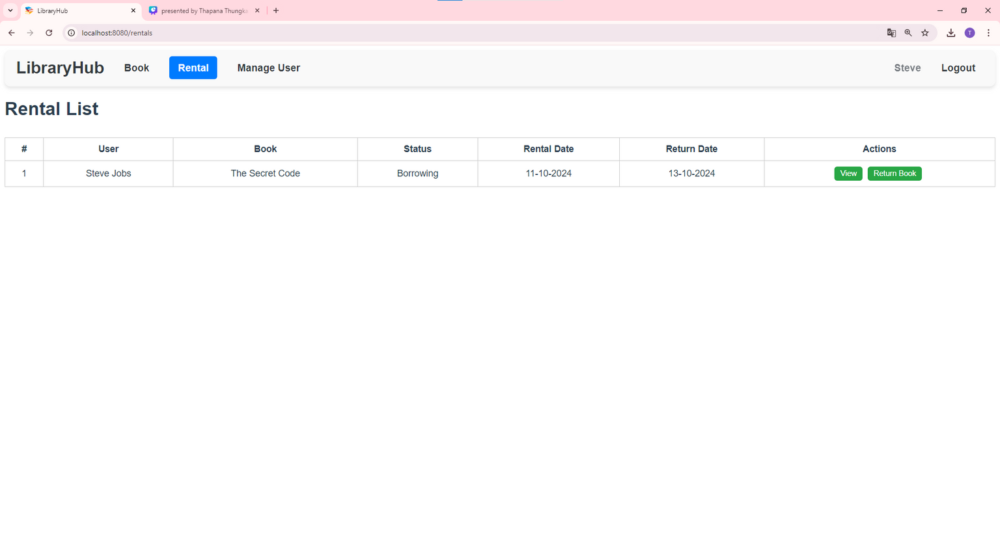 LibraryHub
presented by Thapana Thungka
localhost:8080/rentals
T
LibraryHub Book Rental Manage User Steve Logout
Rental List
# User Book Status Rental Date Return Date Actions
1 Steve Jobs The Secret Code Borrowing 11-10-2024 13-10-2024 View Return Book